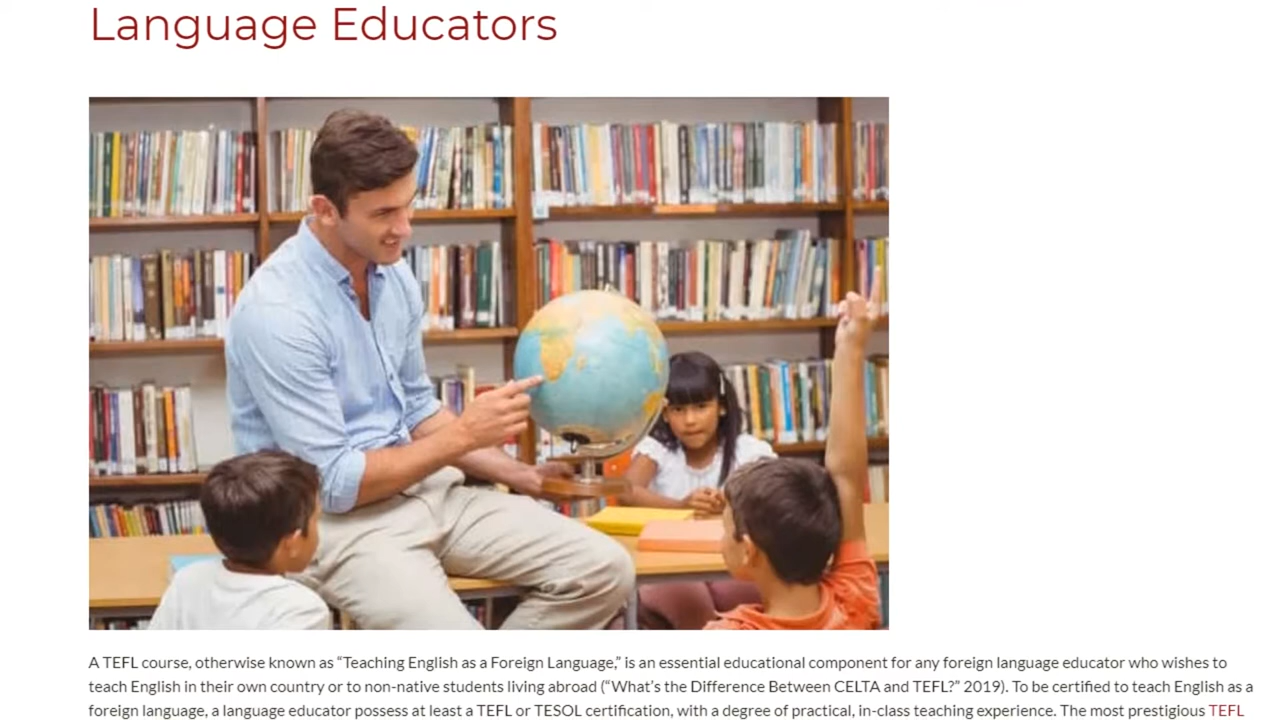 Language Educators
A TEFL course, otherwise known as “Teaching English as a Foreign Language,” is an essential educational component for any foreign language educator who wishes to
teach English in their own country or to non-native students living abroad (“What’s the Difference Between CELTA and TEFL?” 2019). To be certified to teach English as a
foreign language, a language educator possess at least a TEFL or TESOL certification, with a degree of practical, in-class teaching experience. The most prestigious TEFL